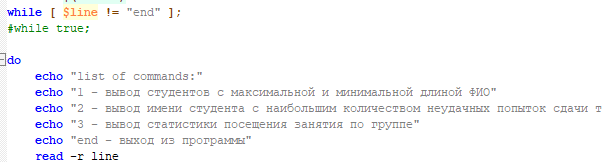 while [ $line != "end" ];
#while true;
do
echo "list of commands:"
echo "1 - вывод студентов с максимальной и минимальной длиной ФИО"
echo "2 - вывод имени студента с наибольшим количеством неудачных попыток сдачи т
echo "3 - вывод статистики посещения занятия по группе"
echo "end - выход из программы"
read -r line